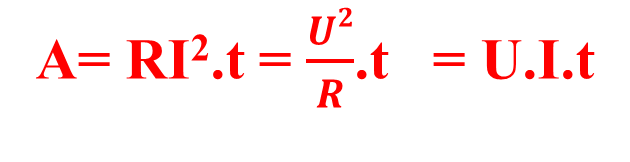 A= RI².t = U²/R .t = U.I.t